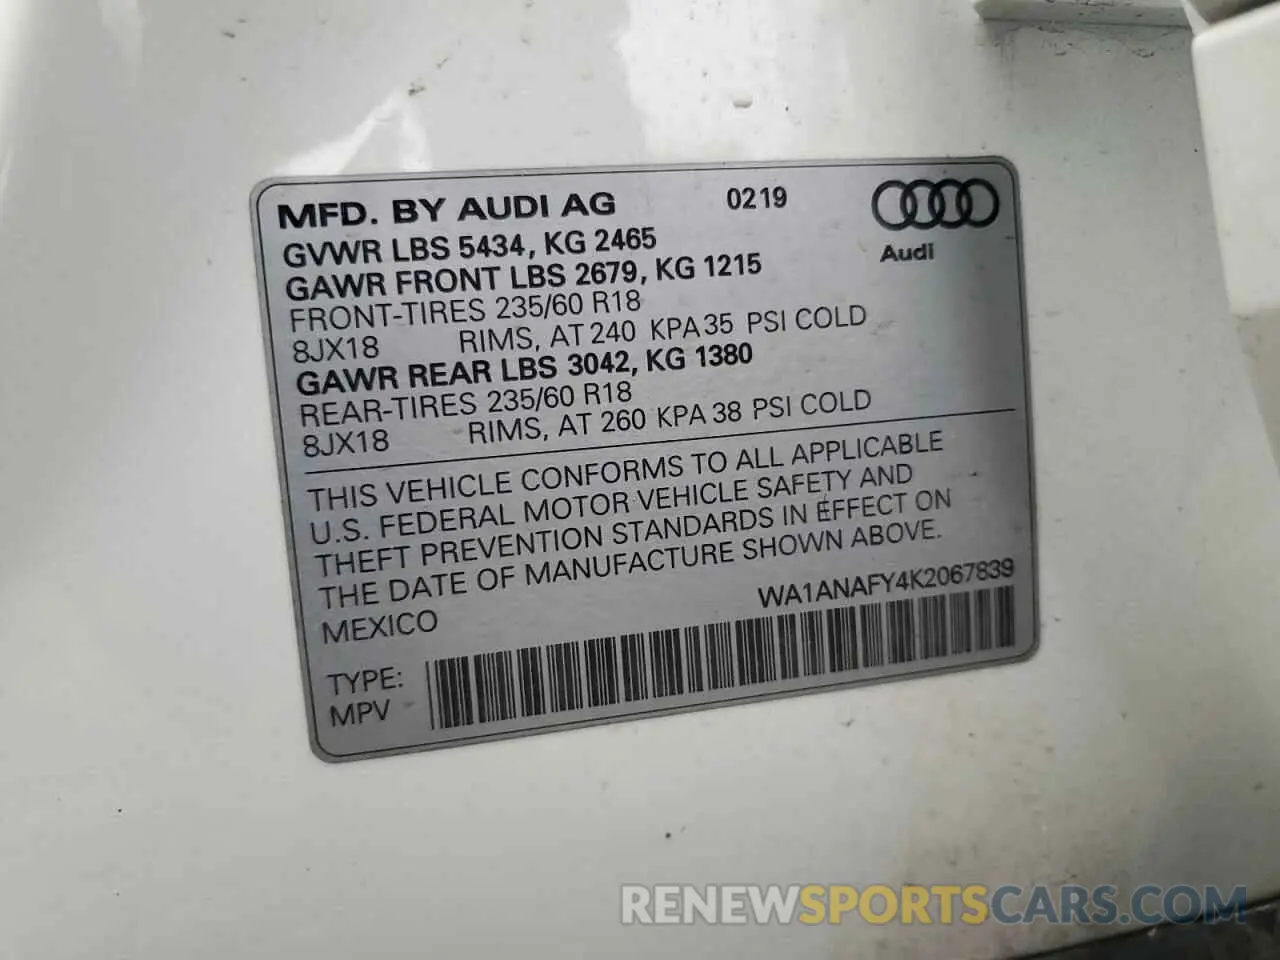 MFD. BY AUDI AG 0219
Audi
GVWR LBS 5434, KG 2465
GAWR FRONT LBS 2679, KG 1215
FRONT-TIRES 235/60 R18
8JX18 RIMS, AT 240 KPA 35 PSI COLD
GAWR REAR LBS 3042, KG 1380
REAR-TIRES 235/60 R18
8JX18 RIMS, AT 260 KPA 38 PSI COLD
THIS VEHICLE CONFORMS TO ALL APPLICABLE
U.S. FEDERAL MOTOR VEHICLE SAFETY AND
THEFT PREVENTION STANDARDS IN EFFECT ON
THE DATE OF MANUFACTURE SHOWN ABOVE.
MEXICO WA1ANAFY4K2067839
TYPE:
MPV
RENEWSPORTSCARS.COM